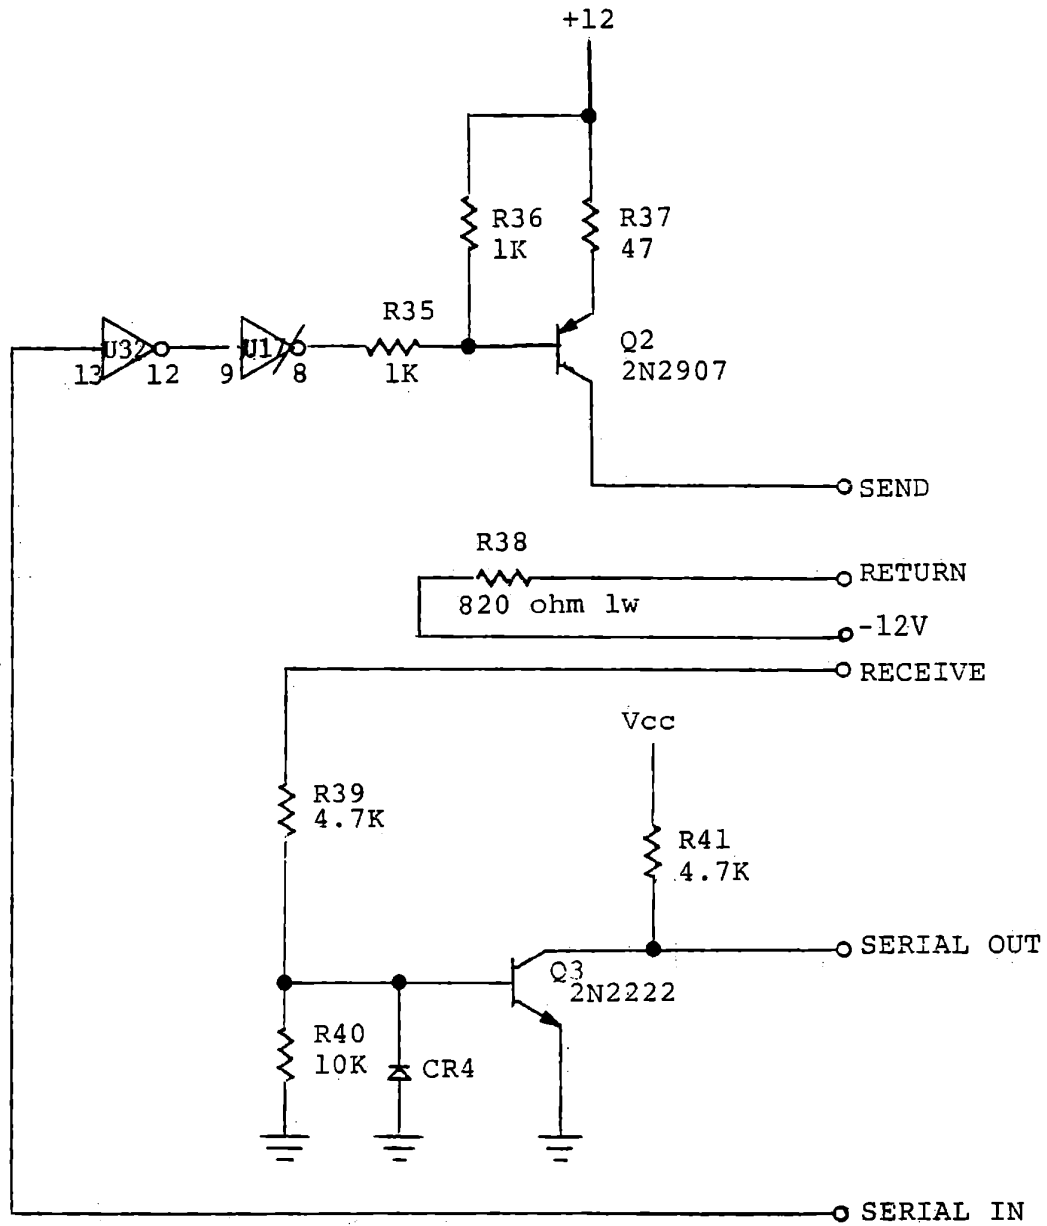 +12
R36
1K
R37
47
R35
1K
U32
13
12
U17
9
8
Q2
2N2907
SEND
R38
820 ohm 1w
RETURN
-12V
RECEIVE
Vcc
R39
4.7K
R41
4.7K
SERIAL OUT
Q3
2N2222
R40
10K
CR4
SERIAL IN